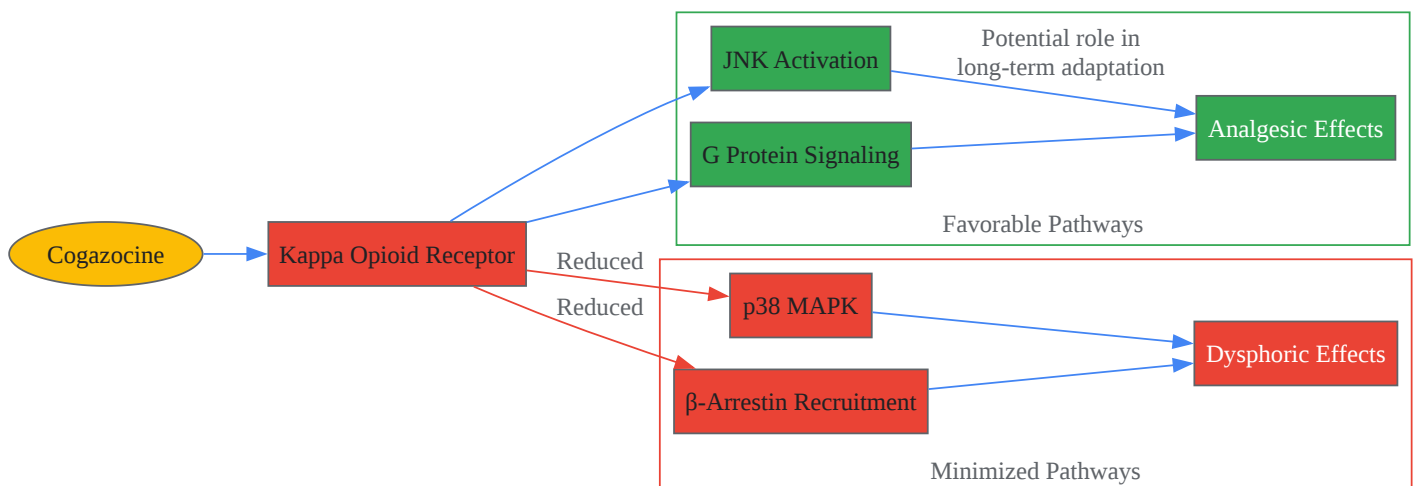 Cogazocine
Kappa Opioid Receptor
JNK Activation
Potential role in
long-term adaptation
G Protein Signaling
Analgesic Effects
Favorable Pathways
Reduced
Reduced
p38 MAPK
β-Arrestin Recruitment
Dysphoric Effects
Minimized Pathways